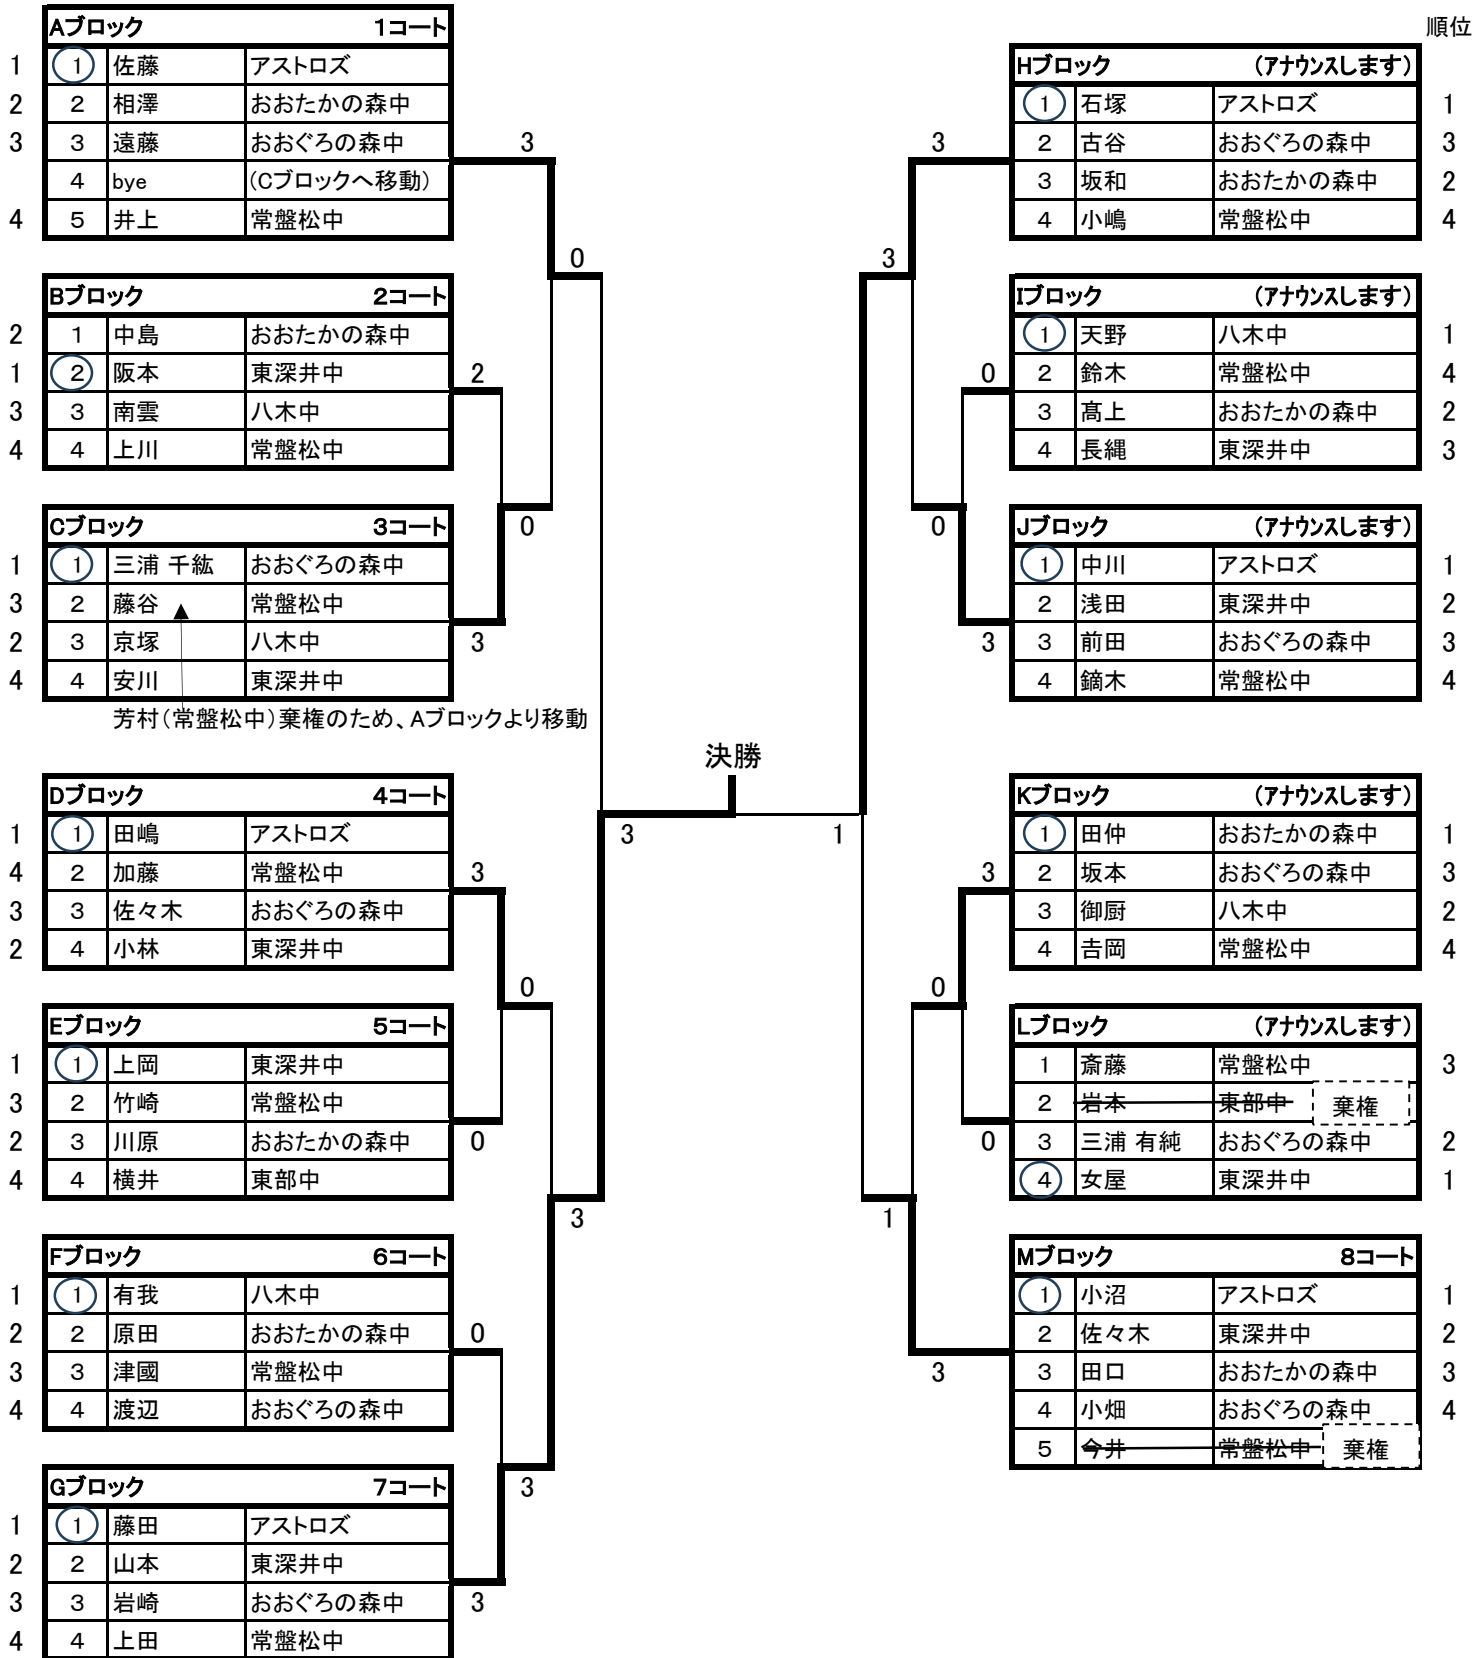 順位
Aブロック 1コート
1 1 佐藤 アストロズ
2 2 相澤 おおたかの森中
3 3 遠藤 おおぐろの森中
4 bye (Cブロックへ移動)
4 5 井上 常盤松中
3
0
Bブロック 2コート
2 1 中島 おおたかの森中
1 2 阪本 東深井中
3 3 南雲 八木中
4 4 上川 常盤松中
2
Cブロック 3コート
1 1 三浦 千紘 おおぐろの森中
3 2 藤谷 常盤松中
2 3 京塚 八木中
4 4 安川 東深井中
0
3
芳村(常盤松中)棄権のため、Aブロックより移動
Dブロック 4コート
1 1 田嶋 アストロズ
4 2 加藤 常盤松中
3 3 佐々木 おおぐろの森中
2 4 小林 東深井中
3
0
Eブロック 5コート
1 1 上岡 東深井中
3 2 竹崎 常盤松中
2 3 川原 おおたかの森中
4 4 横井 東部中
0
3
Fブロック 6コート
1 1 有我 八木中
2 2 原田 おおたかの森中
3 3 津國 常盤松中
4 4 渡辺 おおぐろの森中
0
Gブロック 7コート
1 1 藤田 アストロズ
2 2 山本 東深井中
3 3 岩崎 おおぐろの森中
4 4 上田 常盤松中
3
3
決勝
3 1
Hブロック (アナウンスします)
1 石塚 アストロズ 1
2 古谷 おおぐろの森中 3
3 坂和 おおたかの森中 2
4 小嶋 常盤松中 4
3
3
Iブロック (アナウンスします)
1 天野 八木中 1
2 鈴木 常盤松中 4
3 髙上 おおたかの森中 2
4 長縄 東深井中 3
0
Jブロック (アナウンスします)
1 中川 アストロズ 1
2 浅田 東深井中 2
3 前田 おおぐろの森中 3
4 鏑木 常盤松中 4
0
3
Kブロック (アナウンスします)
1 田仲 おおたかの森中 1
2 坂本 おおぐろの森中 3
3 御厨 八木中 2
4 吉岡 常盤松中 4
3
0
Lブロック (アナウンスします)
1 斎藤 常盤松中 3
2 岩本 東部中 棄権
3 三浦 有純 おおぐろの森中 2
4 女屋 東深井中 1
0
1
Mブロック 8コート
1 小沼 アストロズ 1
2 佐々木 東深井中 2
3 田口 おおたかの森中 3
4 小畑 おおぐろの森中 4
5 今井 常盤松中 棄権
3